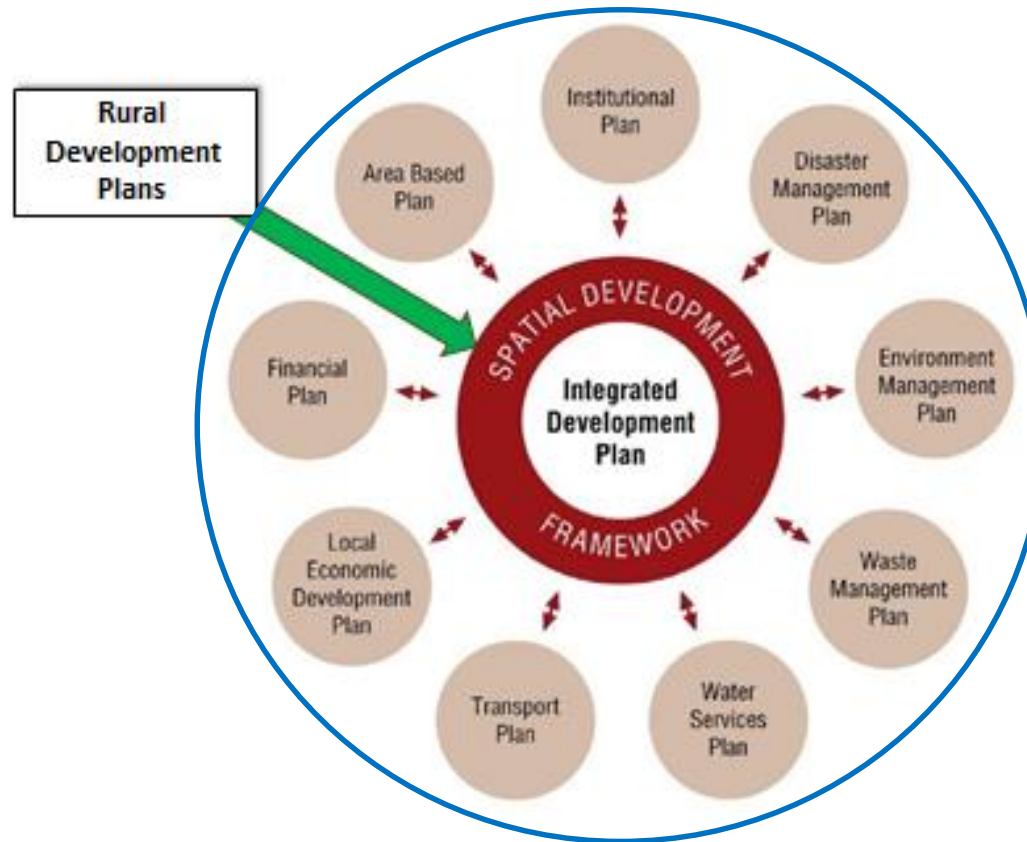 Rural
Development
Plans
Institutional
Plan
Area Based
Plan
Disaster
Management
Plan
Financial
Plan
SPATIAL DEVELOPMENT
Integrated
Development
Plan
FRAMEWORK
Environment
Management
Plan
Local
Economic
Development
Plan
Waste
Management
Plan
Transport
Plan
Water
Services
Plan